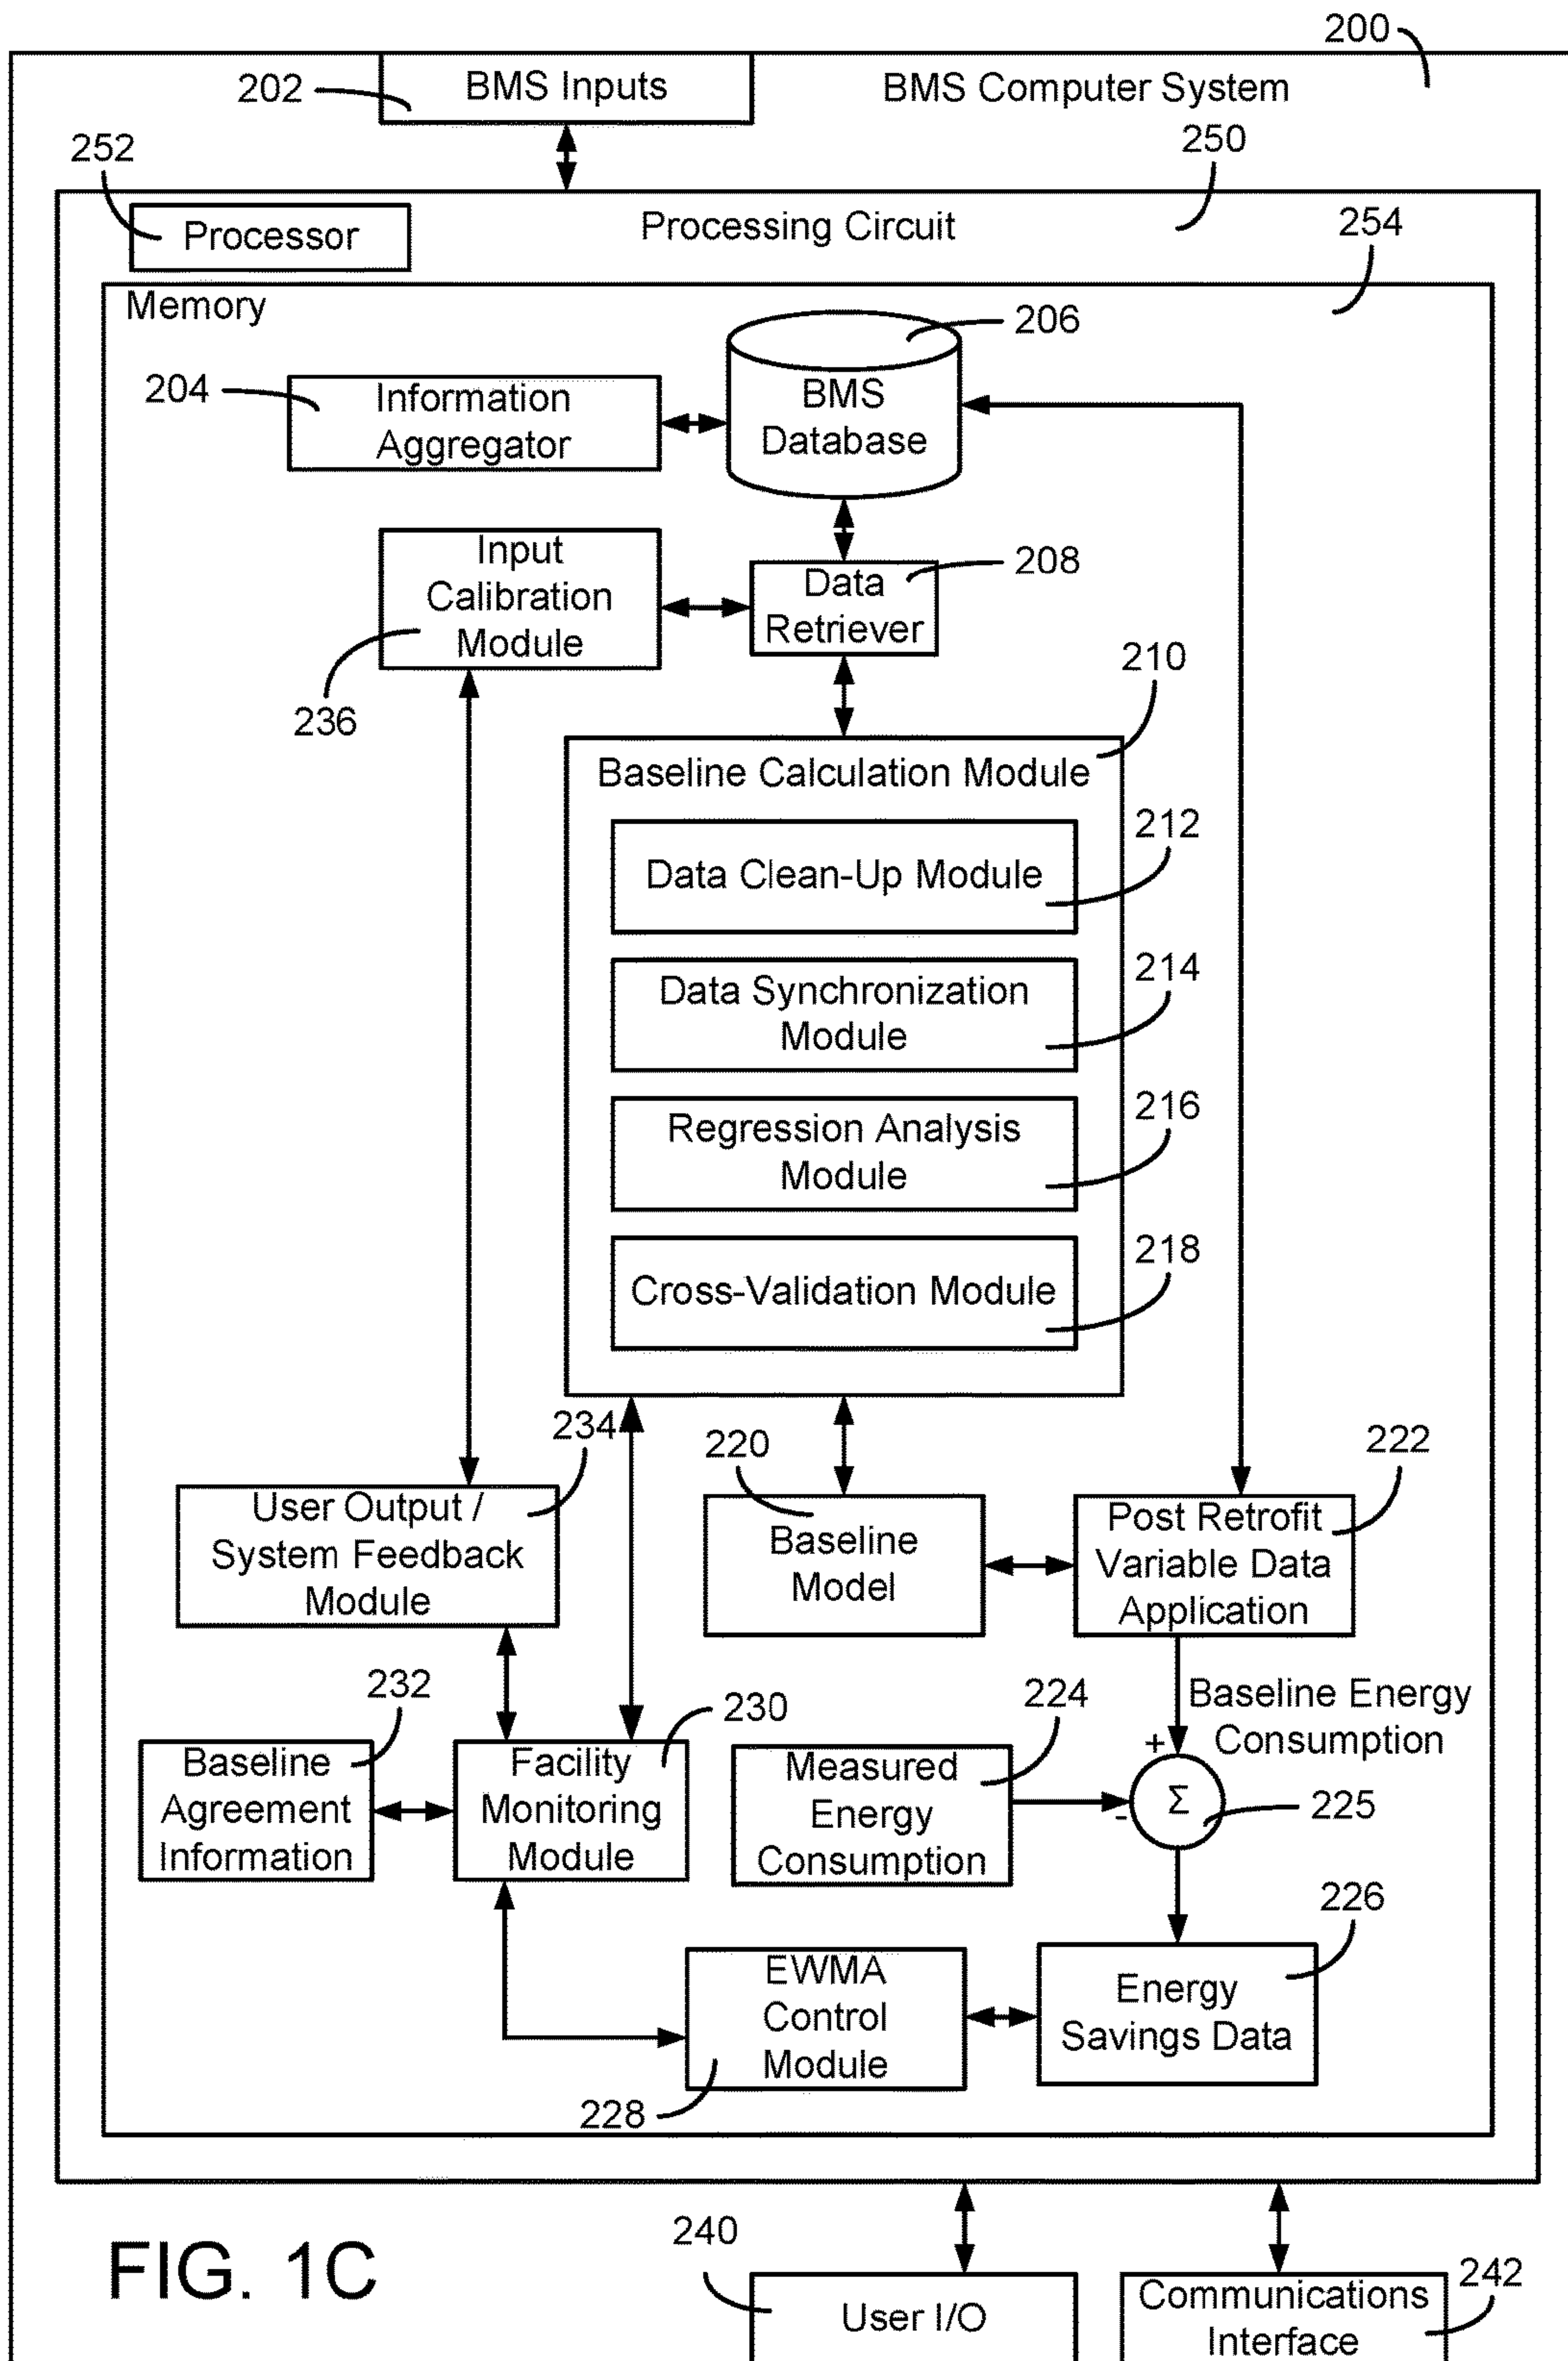 200
202
BMS Inputs
BMS Computer System
252
250
Processor
Processing Circuit
254
Memory
206
204
Information
Aggregator
BMS
Database
Input
Calibration
Module
208
Data
Retriever
236
210
Baseline Calculation Module
212
Data Clean-Up Module
214
Data Synchronization
Module
216
Regression Analysis
Module
218
Cross-Validation Module
234
220
222
User Output /
System Feedback
Module
Baseline
Model
Post Retrofit
Variable Data
Application
232
230
224
Baseline Energy
Consumption
Baseline
Agreement
Information
Facility
Monitoring
Module
Measured
Energy
Consumption
+
-
Σ
225
226
EWMA
Control
Module
Energy
Savings Data
228
FIG. 1C
240
User I/O
242
Communications
Interface